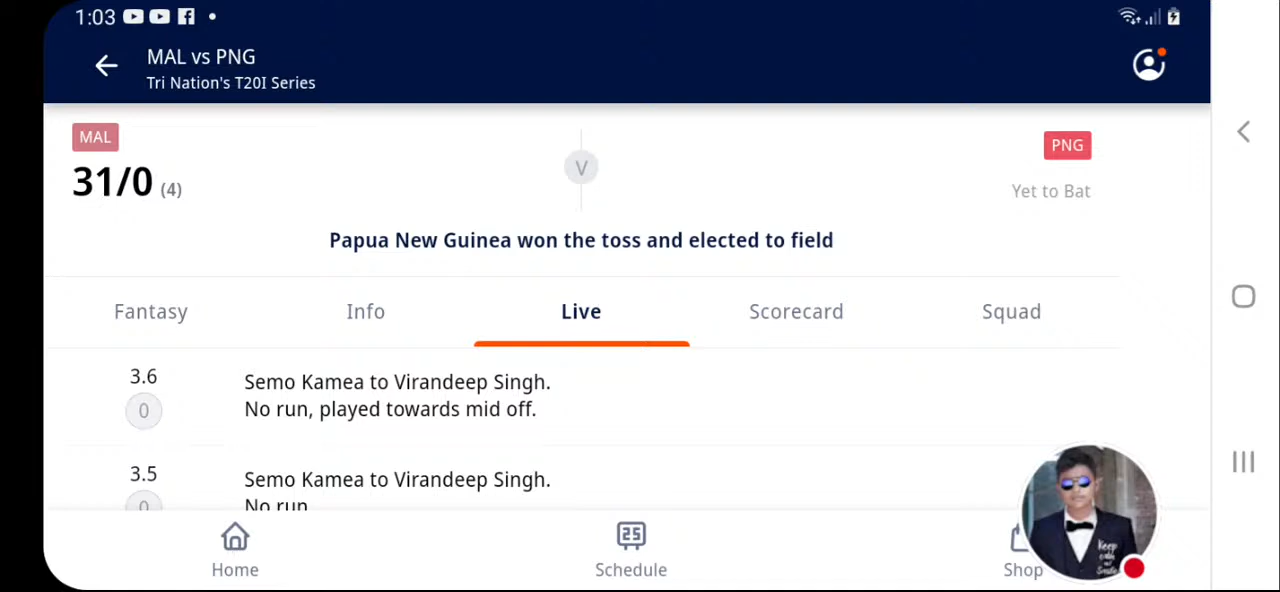 1:03
MAL vs PNG
Tri Nation's T20I Series
MAL
31/0 (4)
V
PNG
Yet to Bat
Papua New Guinea won the toss and elected to field
Fantasy Info Live Scorecard Squad
3.6
0
Semo Kamea to Virandeep Singh.
No run, played towards mid off.
3.5
0
Semo Kamea to Virandeep Singh.
No run
25
Home Schedule Shop
Keep